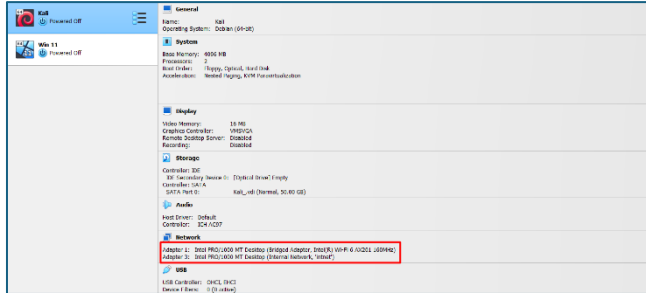 Kali
Powered Off
Win 11
Powered Off
General
Name: Kali
Operating System: Debian (64-bit)
System
Base Memory: 4096 MB
Processors: 2
Boot Order: Floppy, Optical, Hard Disk
Acceleration: Nested Paging, KVM Paravirtualization
Display
Video Memory: 16 MB
Graphics Controller: VMSVGA
Remote Desktop Server: Disabled
Recording: Disabled
Storage
Controller: IDE
IDE Secondary Device 0: [Optical Drive] Empty
Controller: SATA
SATA Port 0: Kali_.vdi (Normal, 50.00 GB)
Audio
Host Driver: Default
Controller: ICH AC97
Network
Adapter 1: Intel PRO/1000 MT Desktop (Bridged Adapter, Intel(R) Wi-Fi 6 AX201 160MHz)
Adapter 3: Intel PRO/1000 MT Desktop (Internal Network, 'intnet')
USB
USB Controller: OHCI, EHCI
Device Filters: 0 (0 active)